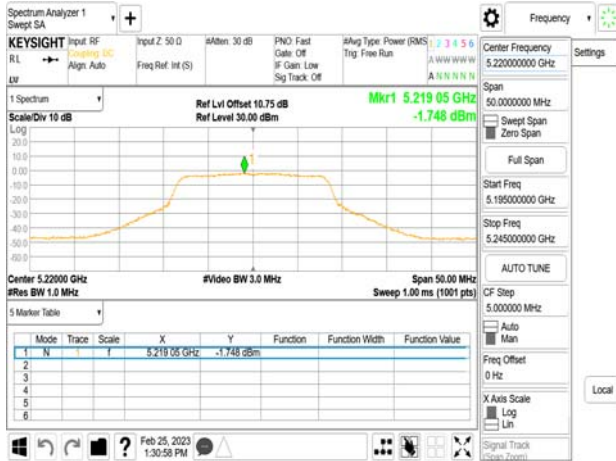 Spectrum Analyzer 1
Swept SA
Frequency
KEYSIGHT Input: RF Input Z: 50 Ω #Atten: 30 dB PNO: Fast #Avg Type: Power (RMS 1 2 3 4 5 6
RL Coupling: DC Gate: Off Trig: Free Run A W W W W W
Align: Auto Freq Ref: Int (S) IF Gain: Low
LXI Sig Track: Off A N N N N N
Center Frequency
5.220000000 GHz
Settings
1 Spectrum
Ref Lvl Offset 10.75 dB
Mkr1 5.219 05 GHz
Scale/Div 10 dB
Ref Level 30.00 dBm
-1.748 dBm
Log
20.0
10.0
0.00
-10.0
-20.0
-30.0
-40.0
-50.0
-60.0
1
Center 5.22000 GHz
#Video BW 3.0 MHz
Span 50.00 MHz
#Res BW 1.0 MHz
Sweep 1.00 ms (1001 pts)
Span
50.0000000 MHz
Swept Span
Zero Span
Full Span
Start Freq
5.195000000 GHz
Stop Freq
5.245000000 GHz
AUTO TUNE
CF Step
5.000000 MHz
Auto
Man
Freq Offset
0 Hz
X Axis Scale
Log
Lin
Signal Track
(Span Zoom)
Local
5 Marker Table
Mode Trace Scale X Y Function Function Width Function Value
1 N 1 f 5.219 05 GHz -1.748 dBm
2
3
4
5
6
Feb 25, 2023
1:30:58 PM